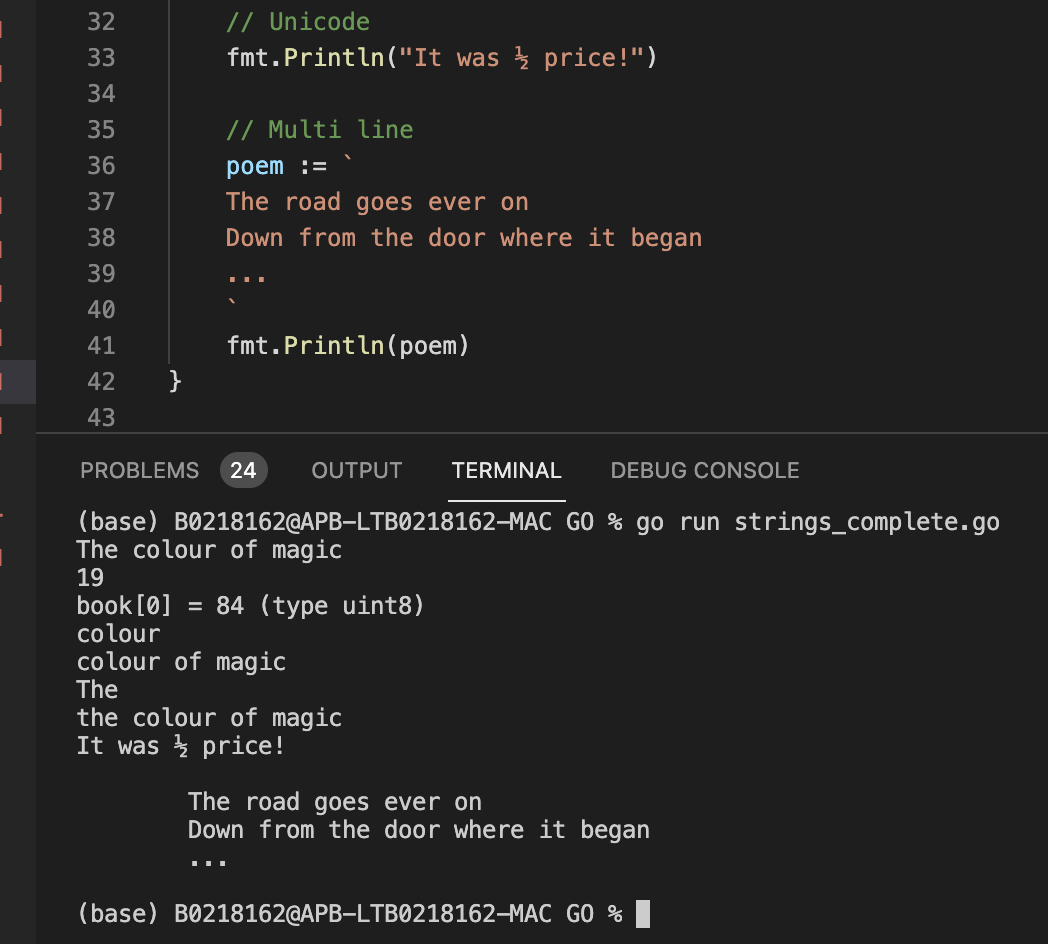 32 // Unicode
33 fmt.Println("It was ½ price!")
34
35 // Multi line
36 poem := `
37 The road goes ever on
38 Down from the door where it began
39 ...
40 `
41 fmt.Println(poem)
42 }
43
PROBLEMS 24 OUTPUT TERMINAL DEBUG CONSOLE
(base) B0218162@APB-LTB0218162-MAC GO % go run strings_complete.go
The colour of magic
19
book[0] = 84 (type uint8)
colour
colour of magic
The
the colour of magic
It was ½ price!
The road goes ever on
Down from the door where it began
...
(base) B0218162@APB-LTB0218162-MAC GO %